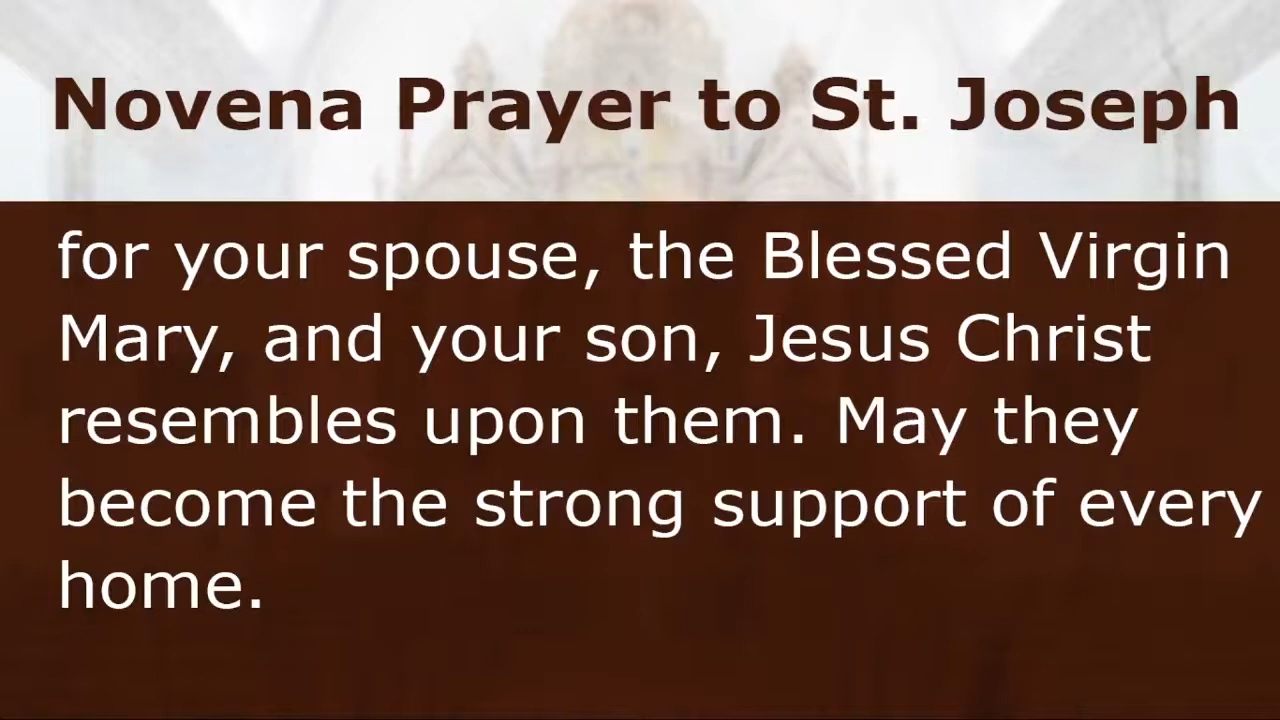 Novena Prayer to St. Joseph
for your spouse, the Blessed Virgin
Mary, and your son, Jesus Christ
resembles upon them. May they
become the strong support of every
home.